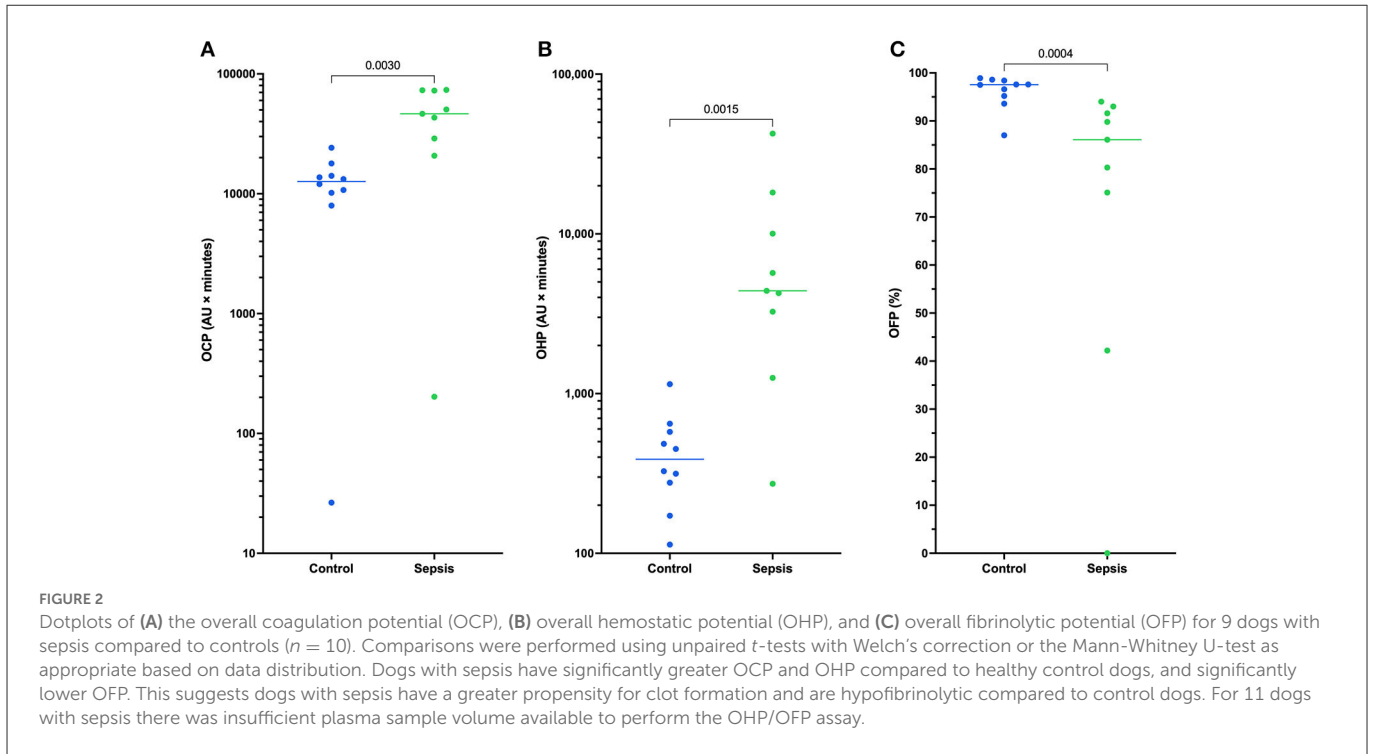 A
0.0030
100000
10000
1000
100
10
OCP (AU × minutes)
Control Sepsis
B
0.0015
100,000
10,000
1,000
100
OHP (AU × minutes)
Control Sepsis
C
0.0004
100
90
80
70
60
50
40
30
20
10
0
OFP (%)
Control Sepsis
FIGURE 2
Dotplots of (A) the overall coagulation potential (OCP), (B) overall hemostatic potential (OHP), and (C) overall fibrinolytic potential (OFP) for 9 dogs with
sepsis compared to controls (n = 10). Comparisons were performed using unpaired t-tests with Welch's correction or the Mann-Whitney U-test as
appropriate based on data distribution. Dogs with sepsis have significantly greater OCP and OHP compared to healthy control dogs, and significantly
lower OFP. This suggests dogs with sepsis have a greater propensity for clot formation and are hypofibrinolytic compared to control dogs. For 11 dogs
with sepsis there was insufficient plasma sample volume available to perform the OHP/OFP assay.